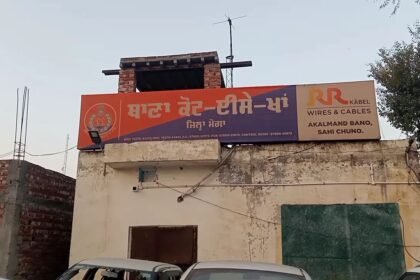 ਥਾਣਾ ਕੋਟ-ਈਸੇ-ਖਾਂ
ਜ਼ਿਲ੍ਹਾ ਮੋਗਾ
RR
KABEL
WIRES & CABLES
AKALMAND BANO,
SAHI CHUNO.